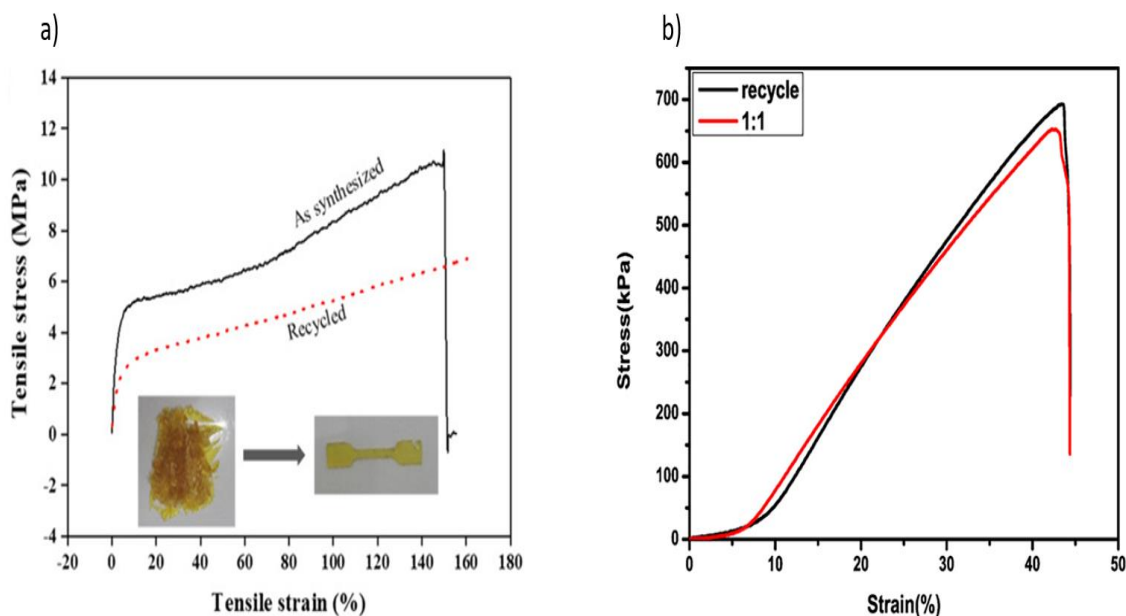 a)
14
12
10
8
6
4
2
0
-2
-4
-20 0 20 40 60 80 100 120 140 160 180
Tensile stress (MPa)
Tensile strain (%)
As synthesized
Recycled
b)
700
600
500
400
300
200
100
0
0 10 20 30 40 50
Stress(kPa)
Strain(%)
recycle
1:1